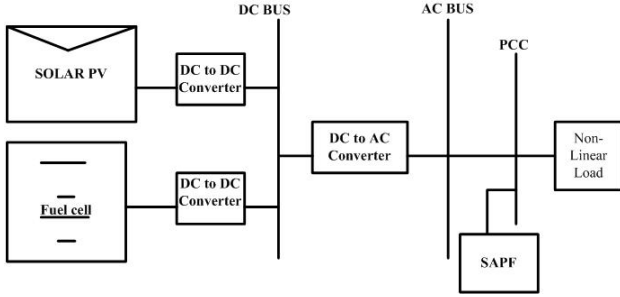 DC BUS
AC BUS
PCC
SOLAR PV
DC to DC
Converter
DC to AC
Converter
Non-
Linear
Load
DC to DC
Converter
Fuel cell
SAPF